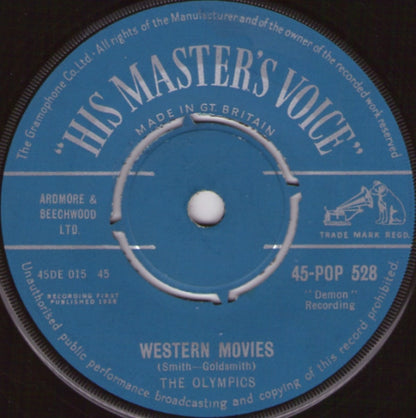 The Gramophone Co. Ltd. All rights of the Manufacturer and of the owner of the recorded work reserved
"HIS MASTER'S VOICE"
MADE IN GT. BRITAIN
ARDMORE &
BEECHWOOD
LTD.
TRADE MARK REGD.
45DE 015 45
45-POP 528
RECORDING FIRST
PUBLISHED 1958
"Demon"
Recording
WESTERN MOVIES
(Smith—Goldsmith)
THE OLYMPICS
Unauthorised public performance broadcasting and copying of this record prohibited.